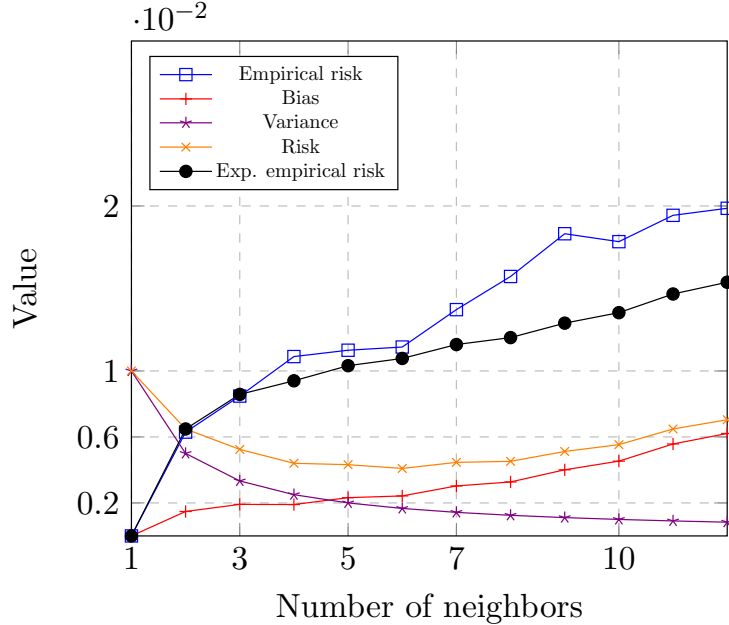 ·10⁻²
Empirical risk
Bias
Variance
Risk
Exp. empirical risk
2
1
0.6
0.2
Value
1 3 5 7 10
Number of neighbors